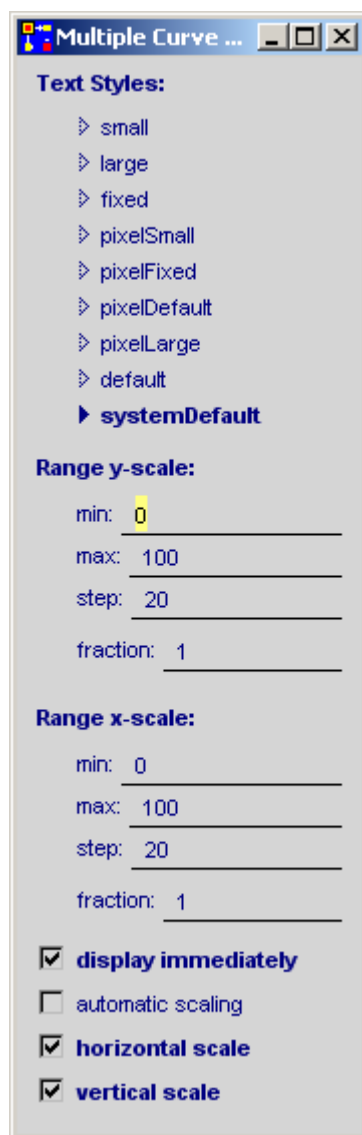 Multiple Curve ...
Text Styles:
small
large
fixed
pixelSmall
pixelFixed
pixelDefault
pixelLarge
default
systemDefault
Range y-scale:
min: 0
max: 100
step: 20
fraction: 1
Range x-scale:
min: 0
max: 100
step: 20
fraction: 1
display immediately
automatic scaling
horizontal scale
vertical scale